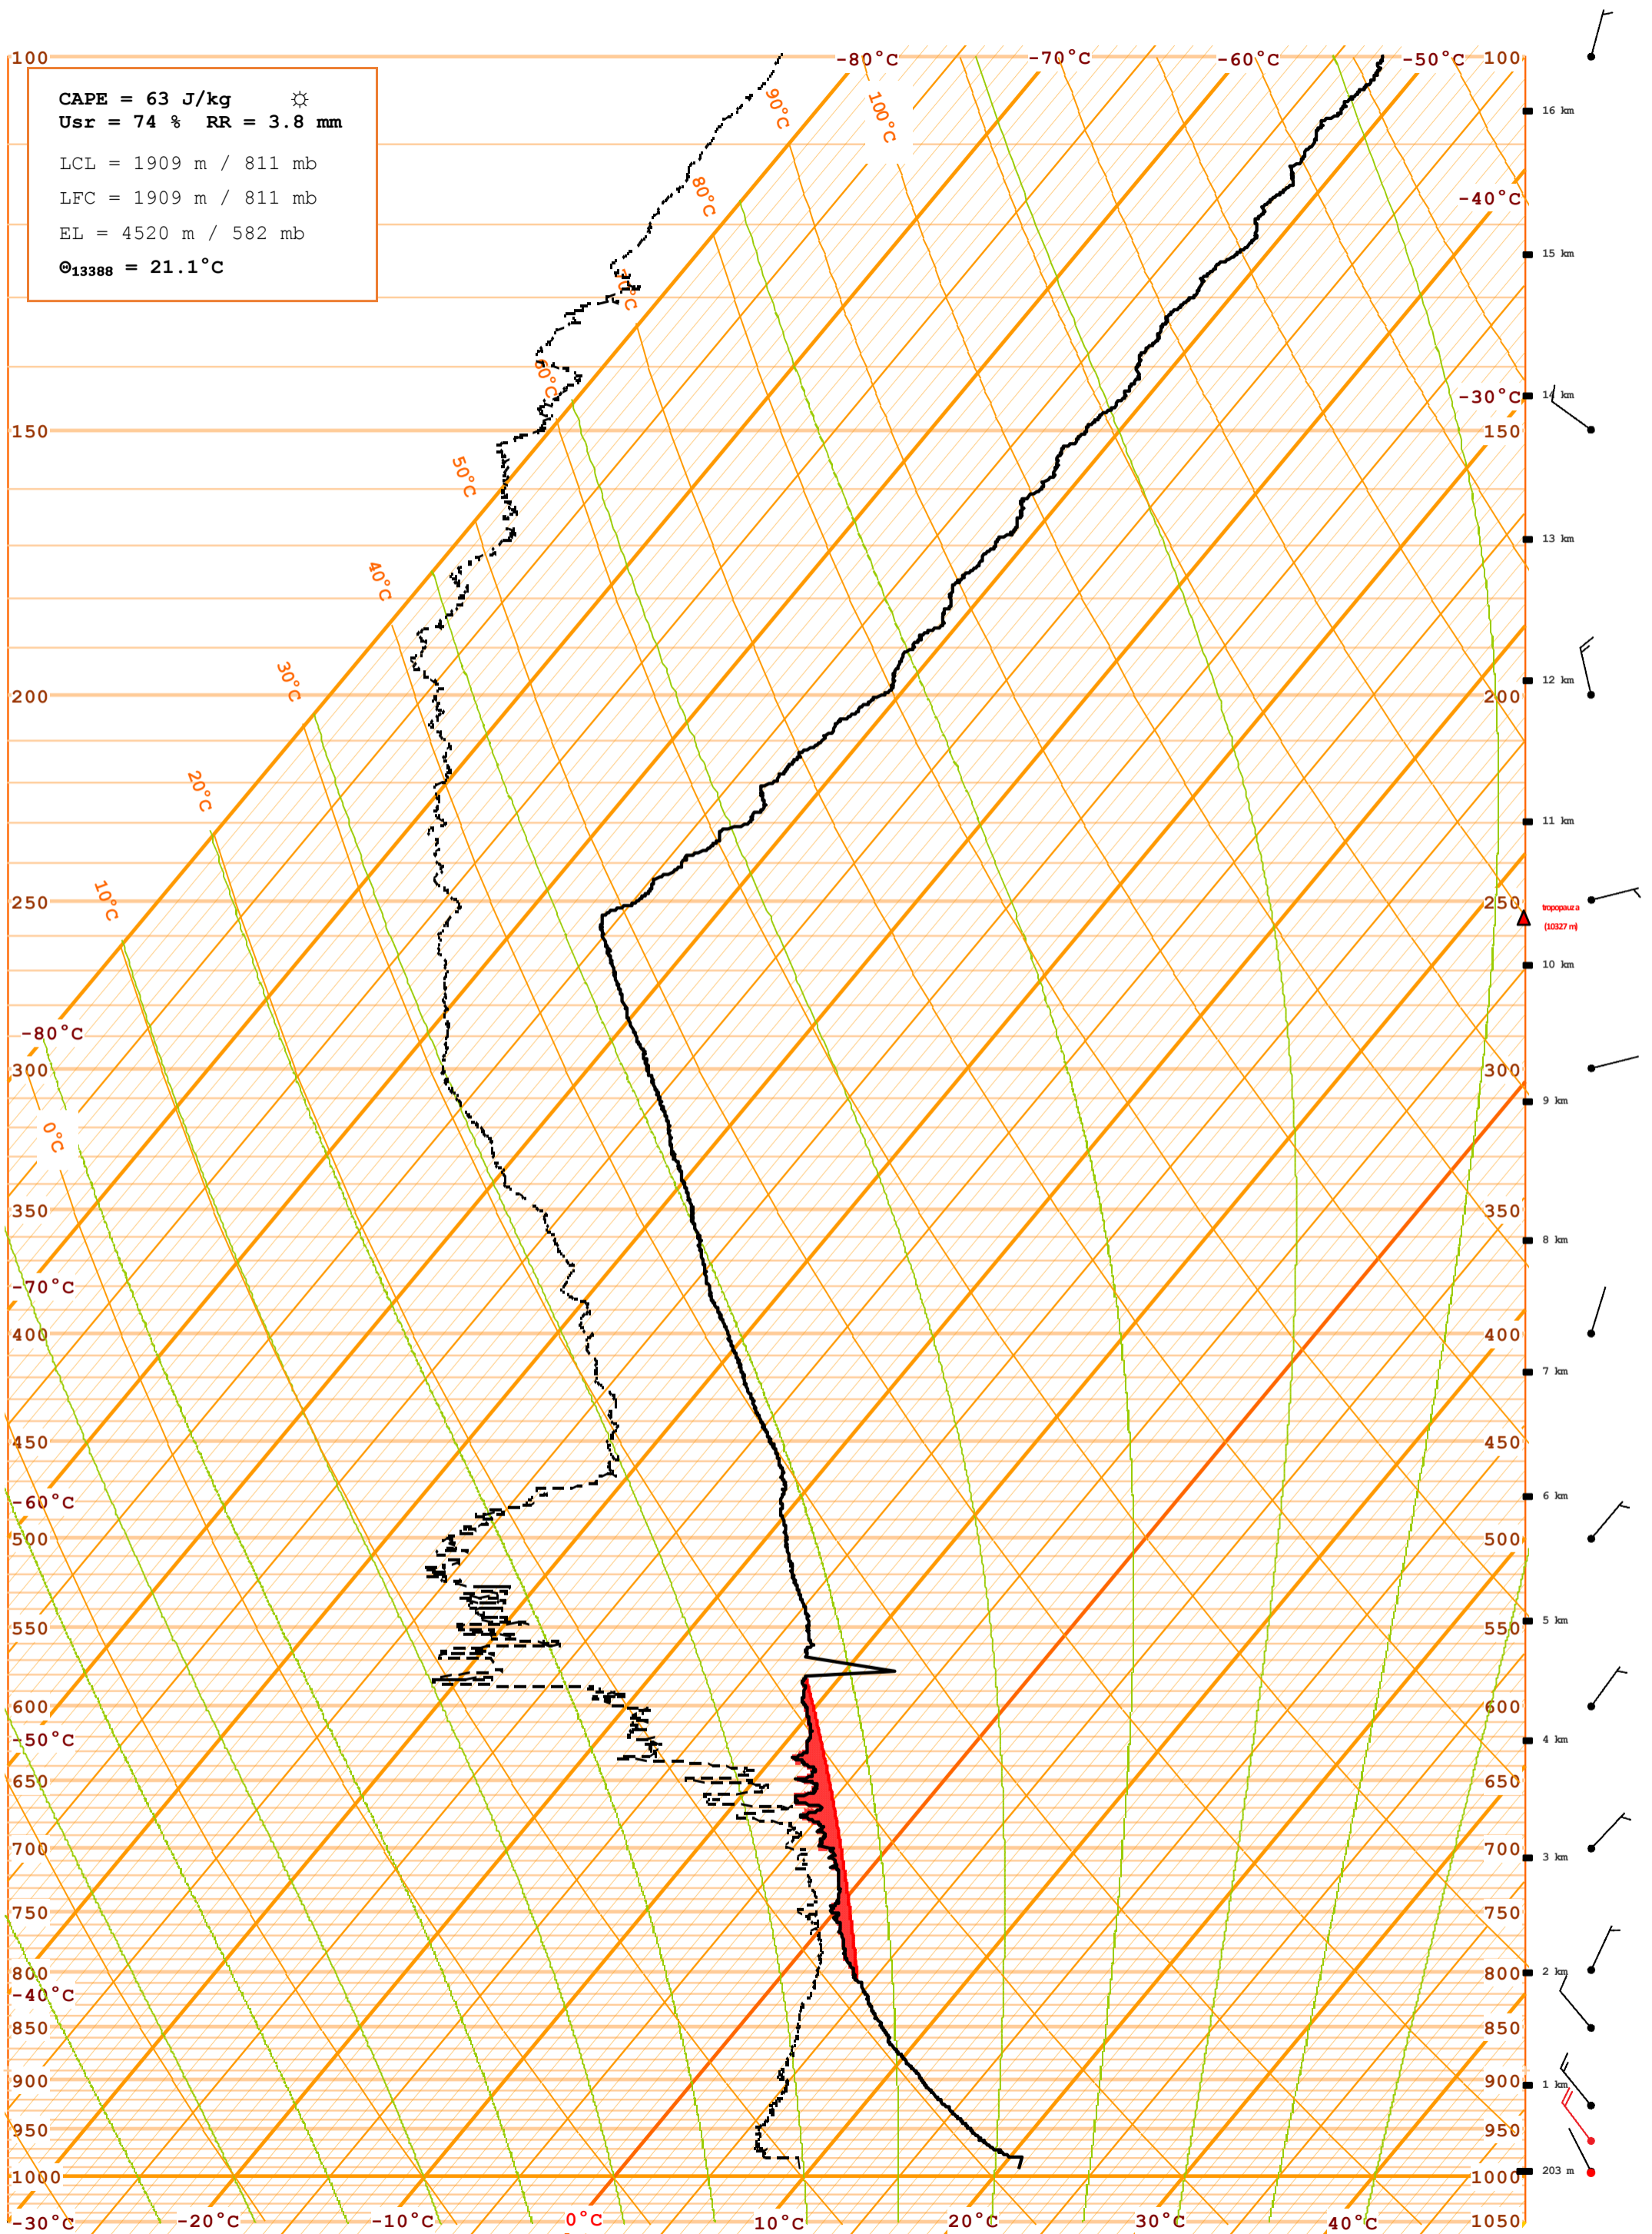 -80°C -70°C -60°C -50°C
100 100
CAPE = 63 J/kg ☼
Usr = 74 % RR = 3.8 mm
LCL = 1909 m / 811 mb
LFC = 1909 m / 811 mb
EL = 4520 m / 582 mb
Θ13388 = 21.1°C
90°C 100°C
16 km
80°C -40°C
15 km
70°C
60°C -30°C 14 km
150 150
50°C
13 km
40°C
30°C 12 km
200 200
20°C 11 km
10°C
250 250
tropopauza
(10327 m)
10 km
-80°C
300 300
9 km
0°C
350 350
8 km
-70°C
400 400
7 km
450 450
6 km
-60°C
500 500
5 km
550 550
600 600
-50°C 4 km
650 650
700 700
3 km
750 750
800 800 2 km
-40°C
850 850
900 900
1 km
950 950
1000 1000 203 m
-30°C -20°C -10°C 0°C 10°C 20°C 30°C 40°C 1050